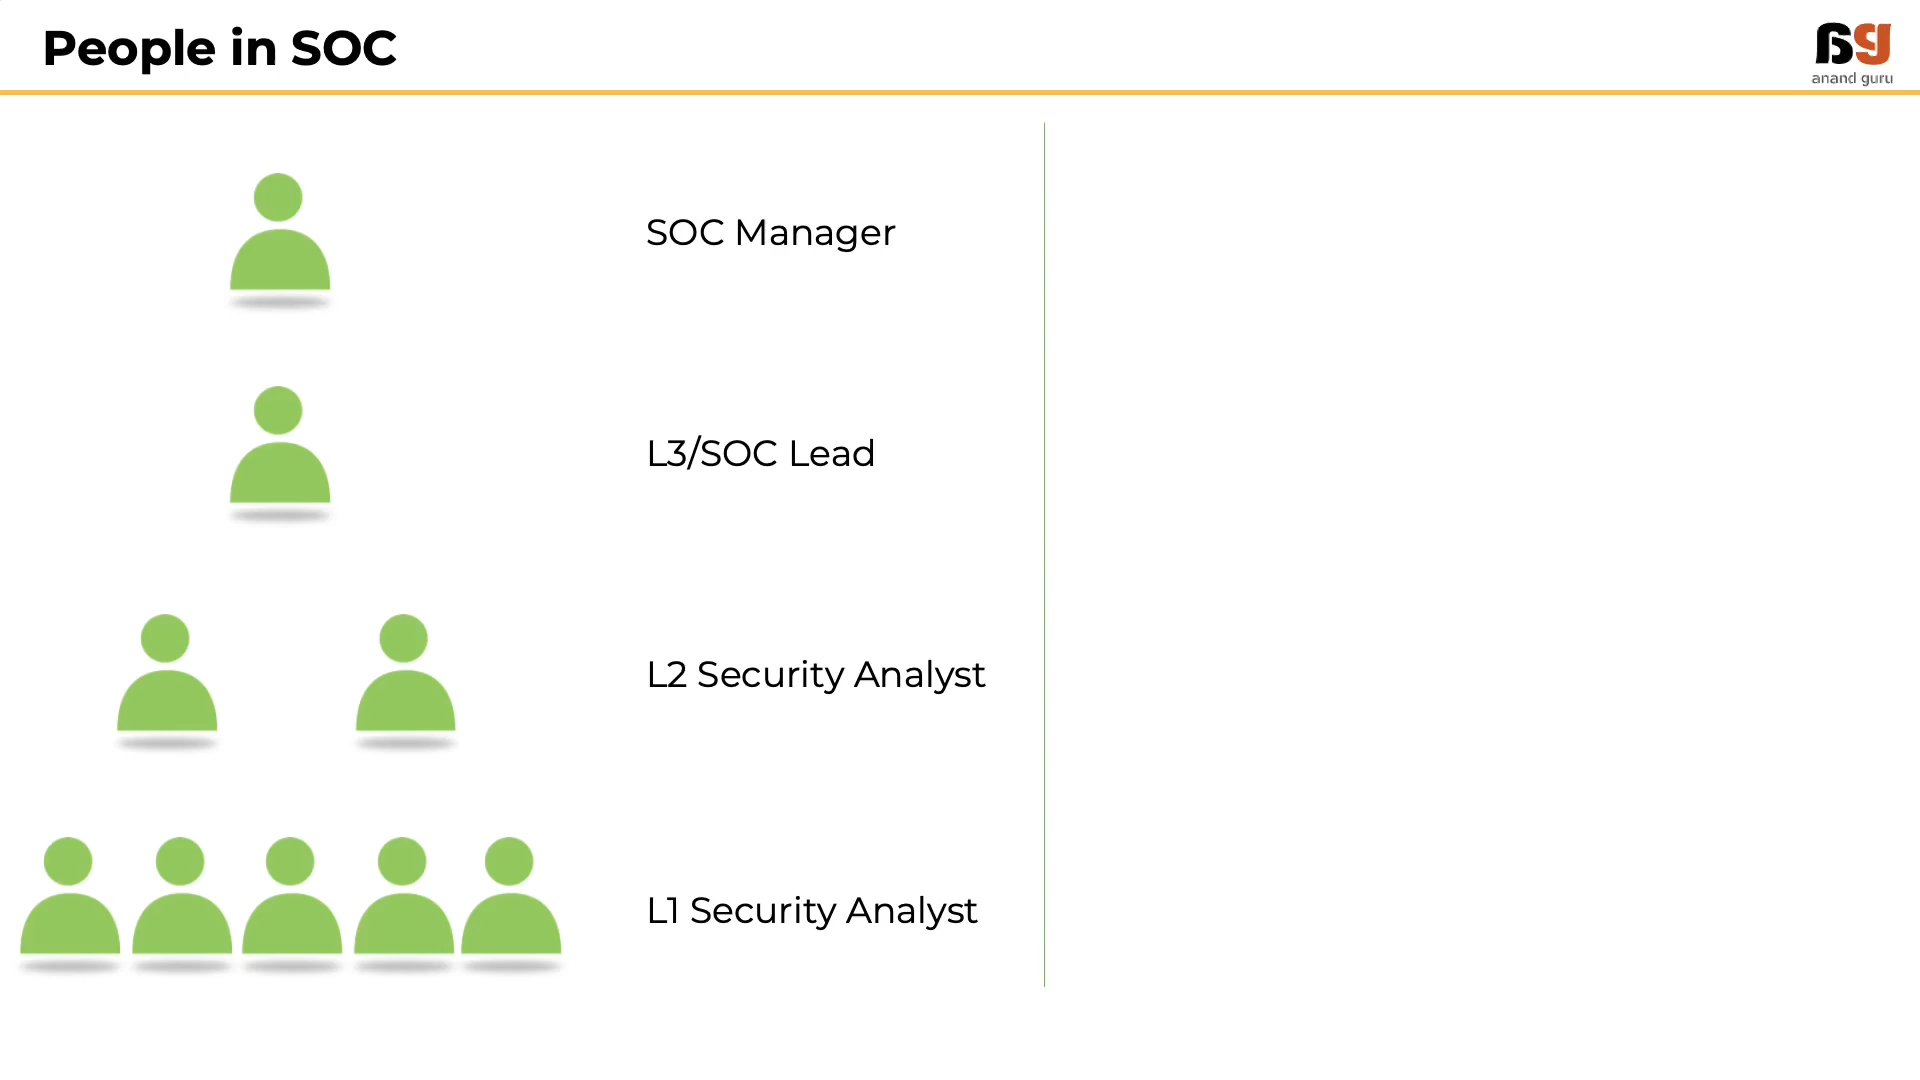 People in SOC
anand guru
SOC Manager
L3/SOC Lead
L2 Security Analyst
L1 Security Analyst